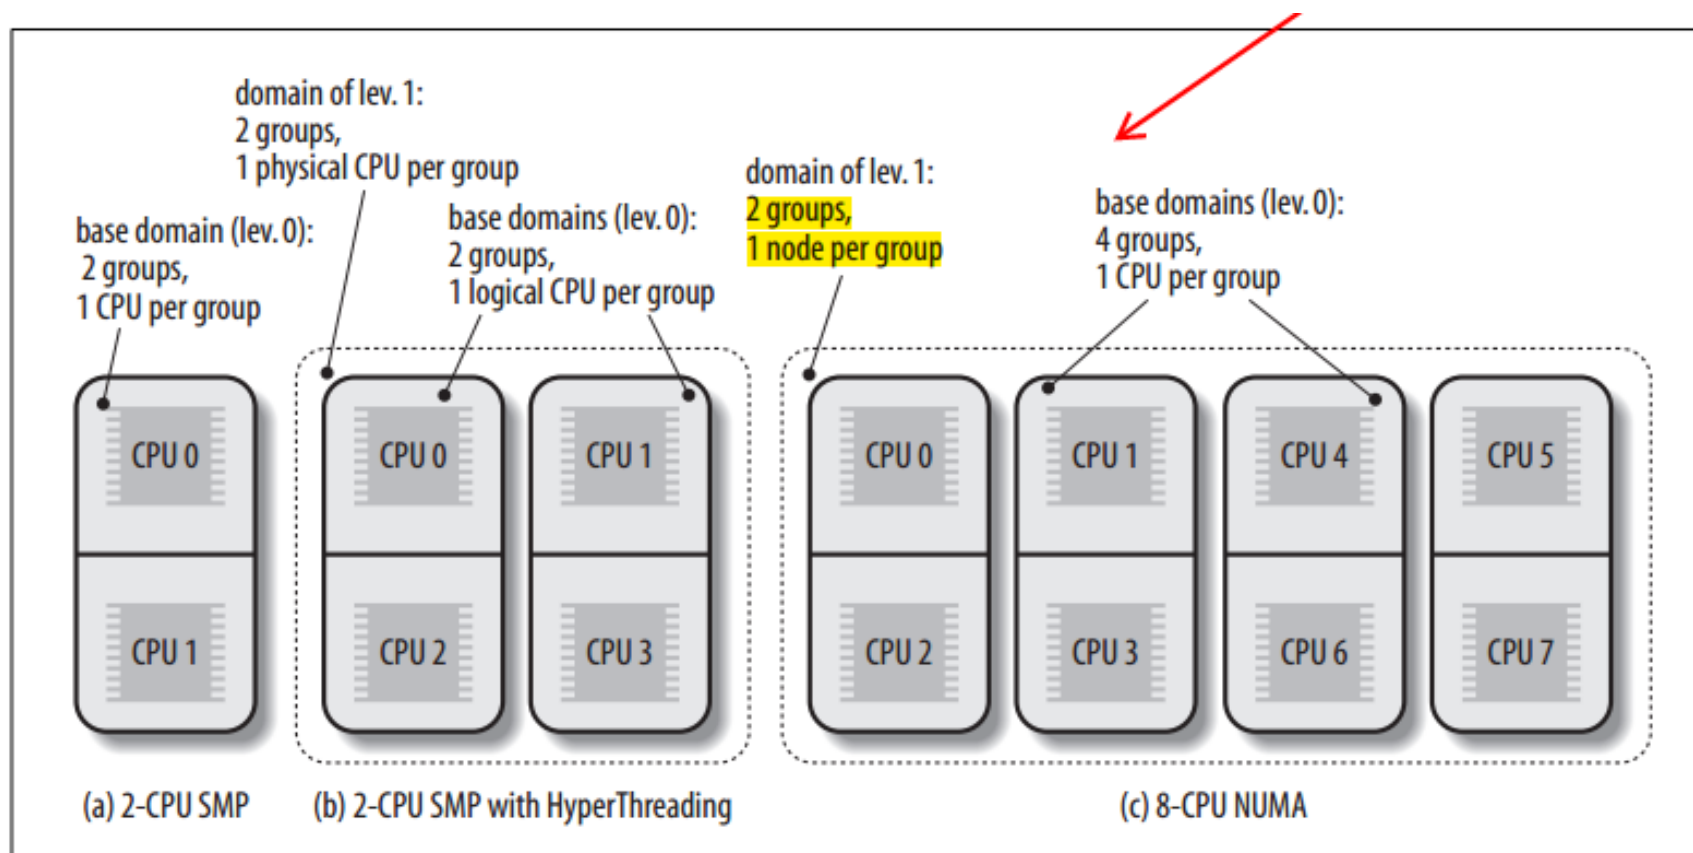 domain of lev. 1:
2 groups,
1 physical CPU per group
base domain (lev. 0):
2 groups,
1 CPU per group
base domains (lev. 0):
2 groups,
1 logical CPU per group
domain of lev. 1:
2 groups,
1 node per group
base domains (lev. 0):
4 groups,
1 CPU per group
CPU 0
CPU 1
CPU 0
CPU 1
CPU 2
CPU 3
CPU 0
CPU 1
CPU 4
CPU 5
CPU 2
CPU 3
CPU 6
CPU 7
(a) 2-CPU SMP
(b) 2-CPU SMP with HyperThreading
(c) 8-CPU NUMA